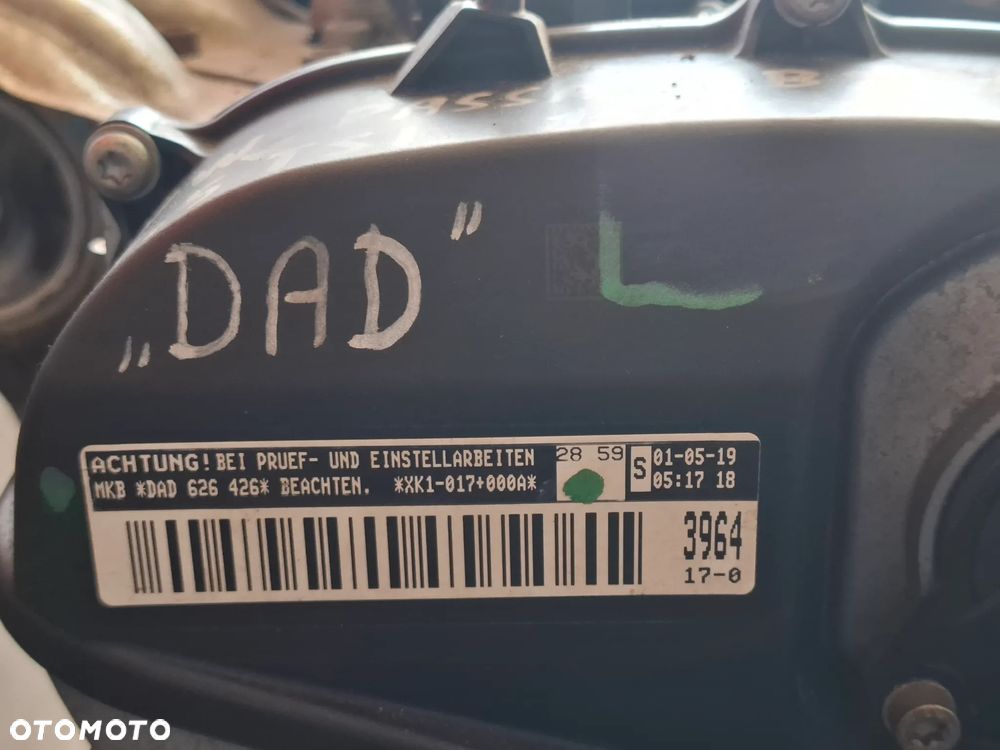 „DAD”
ACHTUNG! BEI PRUEF- UND EINSTELLARBEITEN
MKB *DAD 626 426* BEACHTEN. *XK1-017+000A*
28 59
S
01-05-19
05:17 18
3964
17-0
OTOMOTO